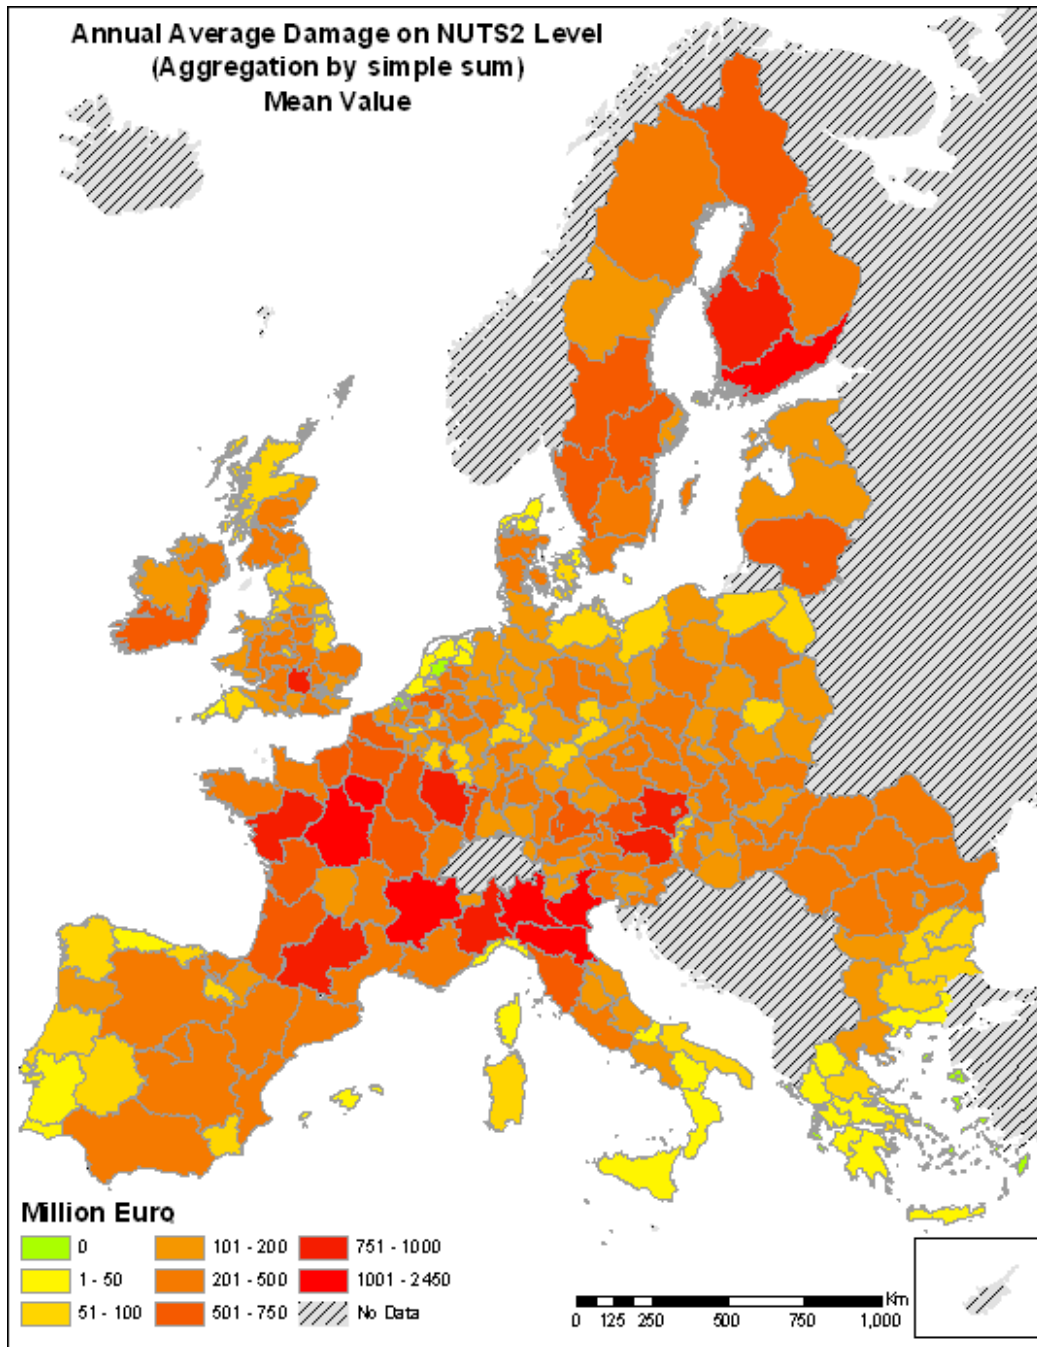 Annual Average Damage on NUTS2 Level
(Aggregation by simple sum)
Mean Value
Million Euro
0
1 - 50
51 - 100
101 - 200
201 - 500
501 - 750
751 - 1000
1001 - 2450
No Data
Km
0 125 250 500 750 1,000